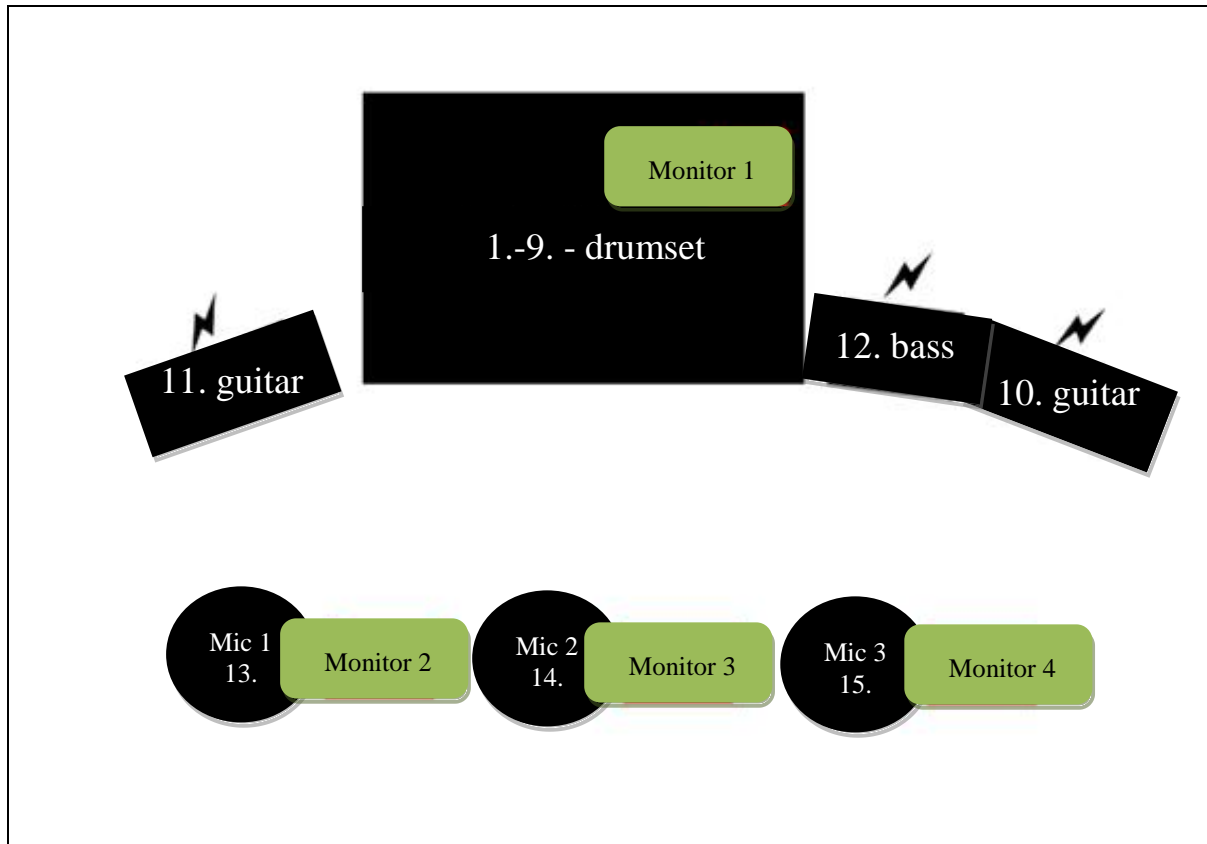 Monitor 1
1.-9. - drumset
11. guitar
12. bass
10. guitar
Mic 1
13.
Monitor 2
Mic 2
14.
Monitor 3
Mic 3
15.
Monitor 4